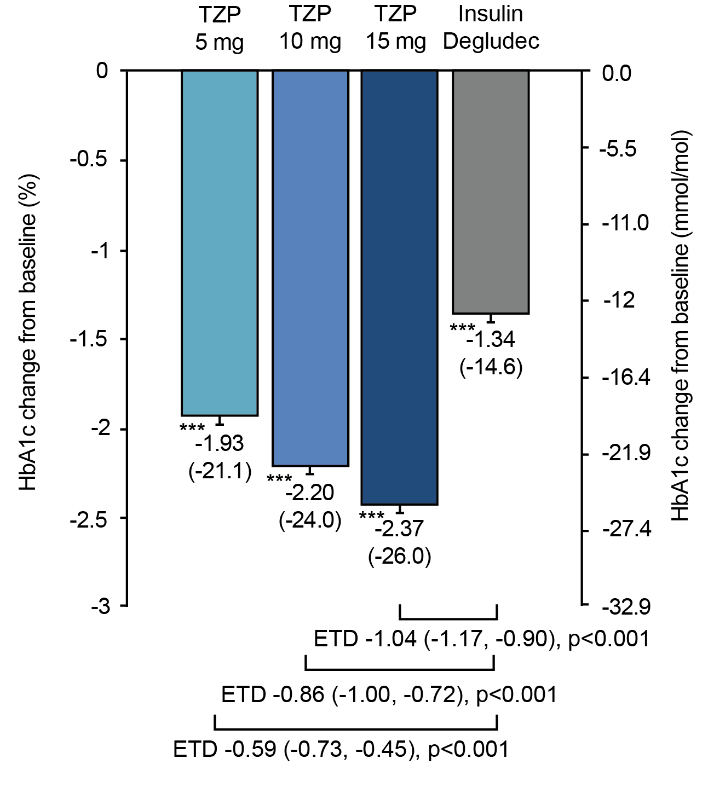 TZP
5 mg
TZP
10 mg
TZP
15 mg
Insulin
Degludec
HbA1c change from baseline (%)
0
-0.5
-1
-1.5
-2
-2.5
-3
***
-1.93
(-21.1)
***
-2.20
(-24.0)
***
-2.37
(-26.0)
***
-1.34
(-14.6)
0.0
-5.5
-11.0
-12
-16.4
-21.9
-27.4
-32.9
HbA1c change from baseline (mmol/mol)
ETD -1.04 (-1.17, -0.90), p<0.001
ETD -0.86 (-1.00, -0.72), p<0.001
ETD -0.59 (-0.73, -0.45), p<0.001